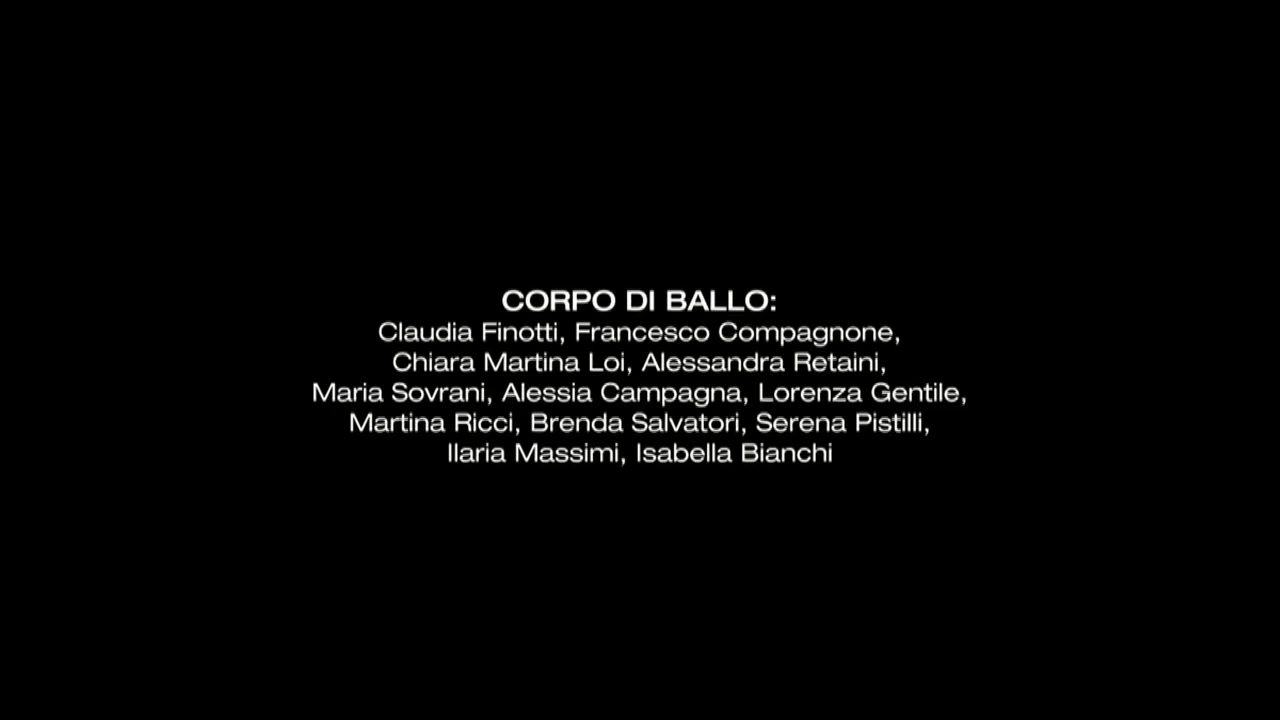 CORPO DI BALLO:
Claudia Finotti, Francesco Compagnone,
Chiara Martina Loi, Alessandra Retaini,
Maria Sovrani, Alessia Campagna, Lorenza Gentile,
Martina Ricci, Brenda Salvatori, Serena Pistilli,
Ilaria Massimi, Isabella Bianchi